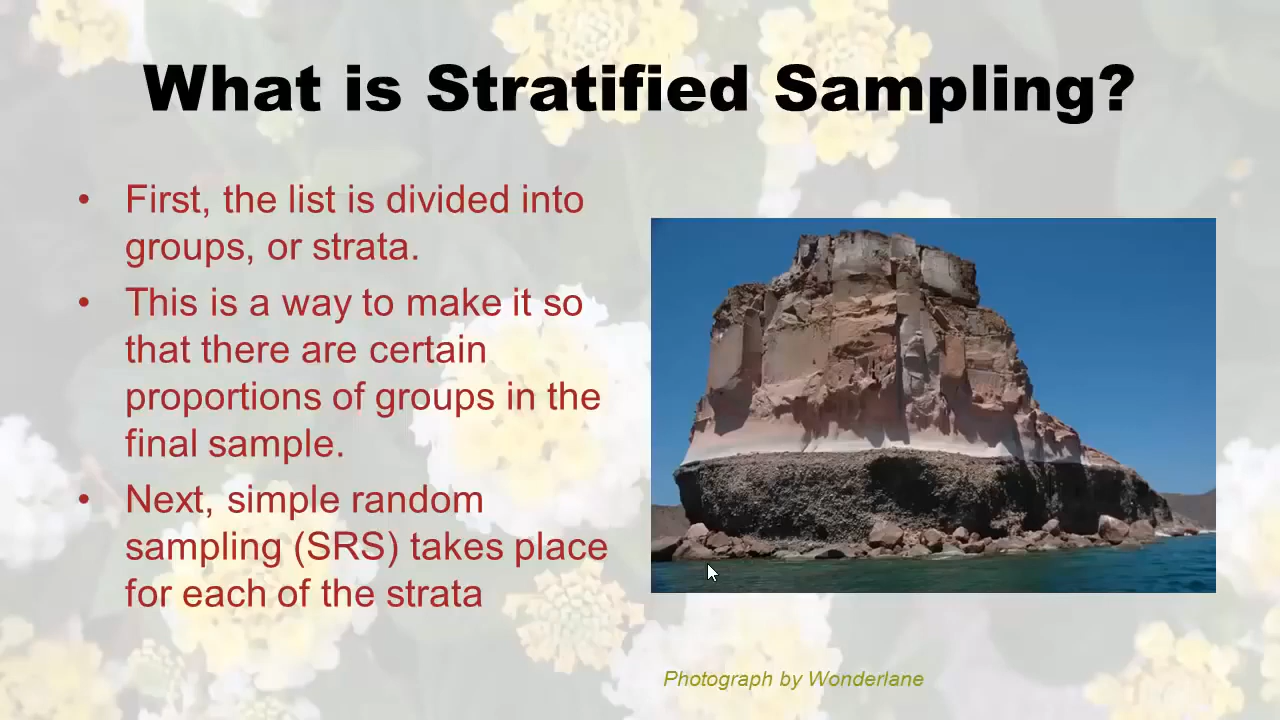 What is Stratified Sampling?
• First, the list is divided into
groups, or strata.
• This is a way to make it so
that there are certain
proportions of groups in the
final sample.
• Next, simple random
sampling (SRS) takes place
for each of the strata
Photograph by Wonderlane